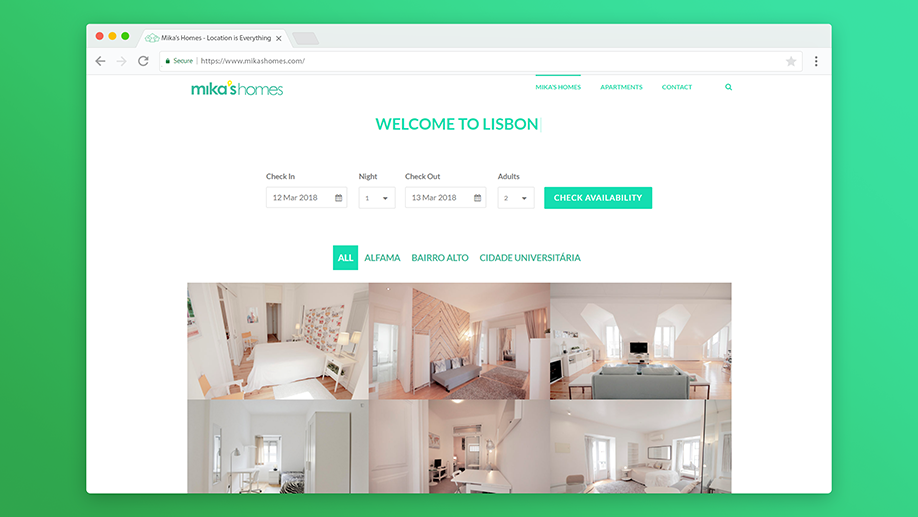 Mika's Homes - Location is Everything
Secure
https://www.mikashomes.com/
mika's homes
MIKA'S HOMES
APARTMENTS
CONTACT
WELCOME TO LISBON
Check In
Night
Check Out
Adults
12 Mar 2018
1
13 Mar 2018
2
CHECK AVAILABILITY
ALL
ALFAMA
BAIRRO ALTO
CIDADE UNIVERSITÁRIA